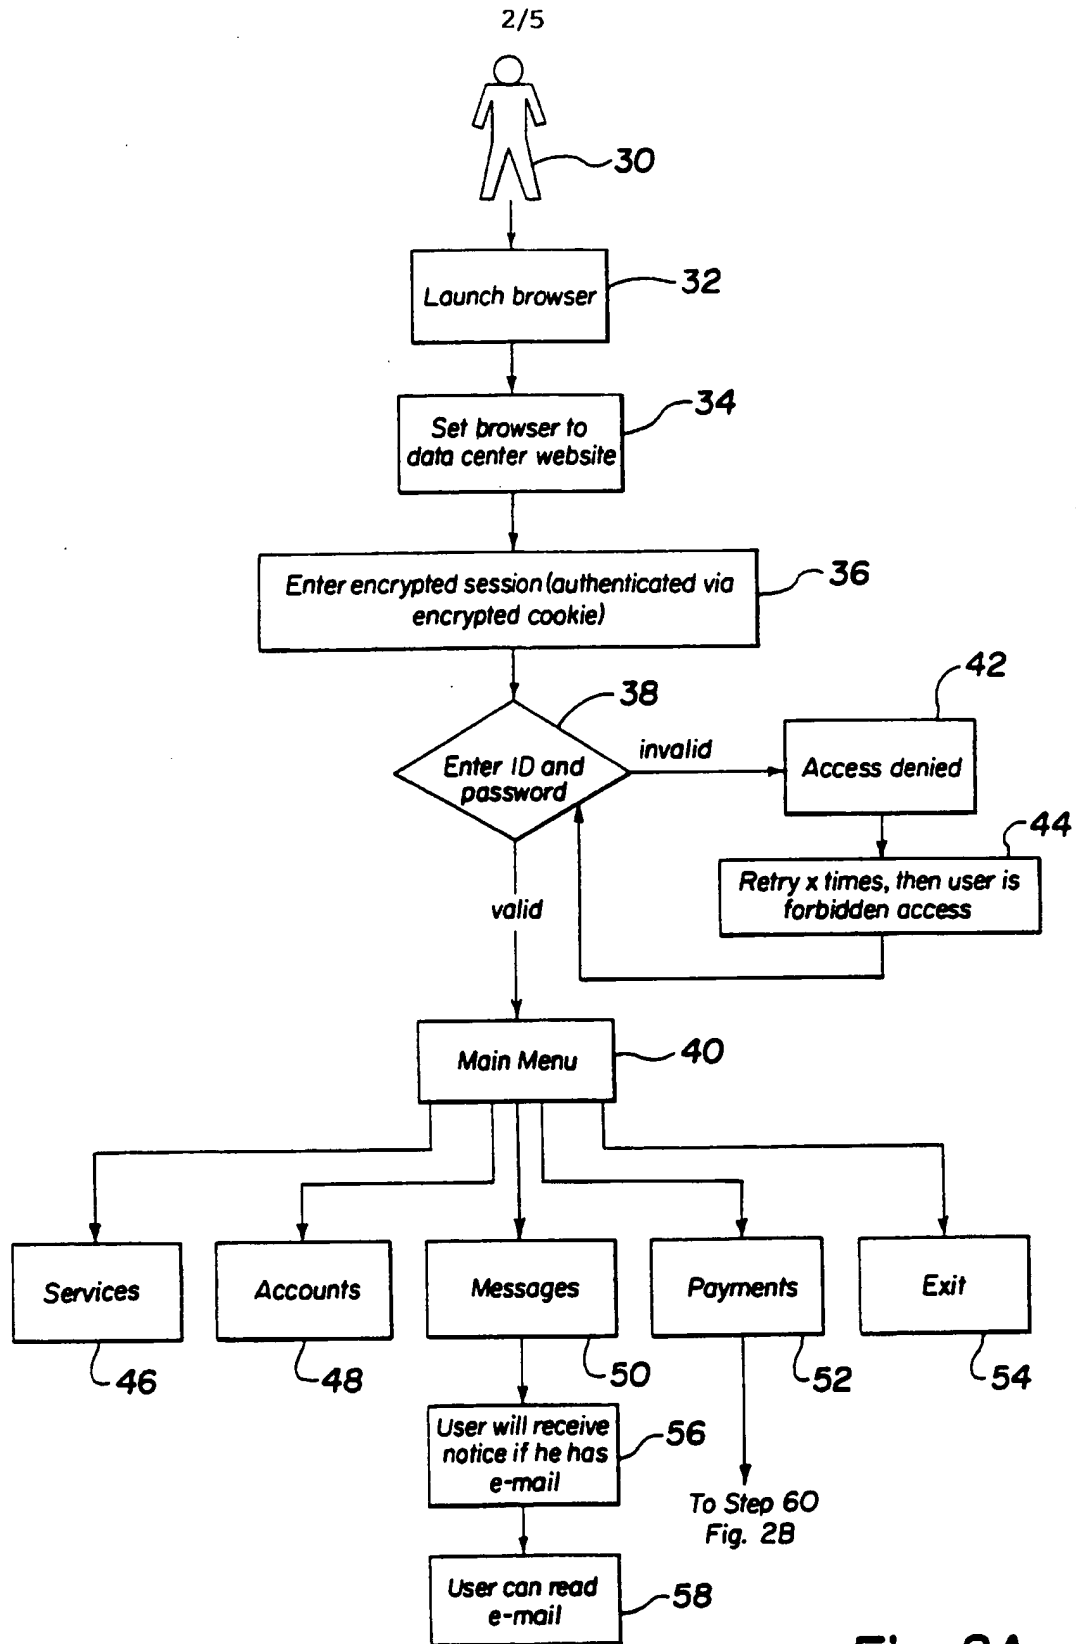 2/5
30
Launch browser
32
Set browser to
data center website
34
Enter encrypted session (authenticated via
encrypted cookie)
36
38
Enter ID and
password
invalid
42
Access denied
44
Retry x times, then user is
forbidden access
valid
Main Menu
40
Services
Accounts
Messages
Payments
Exit
46
48
50
52
54
User will receive
notice if he has
e-mail
56
To Step 60
Fig. 2B
User can read
e-mail
58